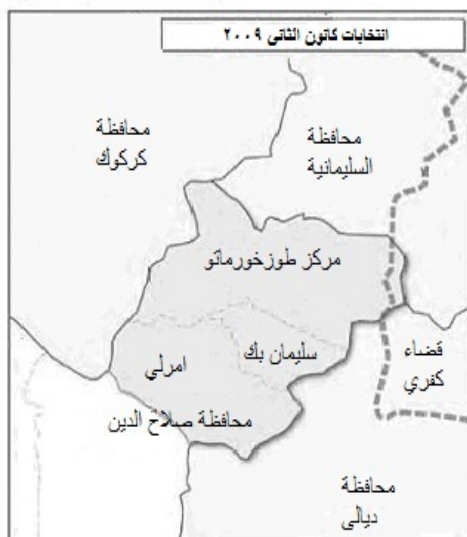 انتخابات كانون الثاني ٢٠٠٩
محافظة
كركوك
محافظة
السليمانية
مركز طوزخورماتو
قضاء
كفري
سليمان بك
امرلي
محافظة صلاح الدين
محافظة
ديالى